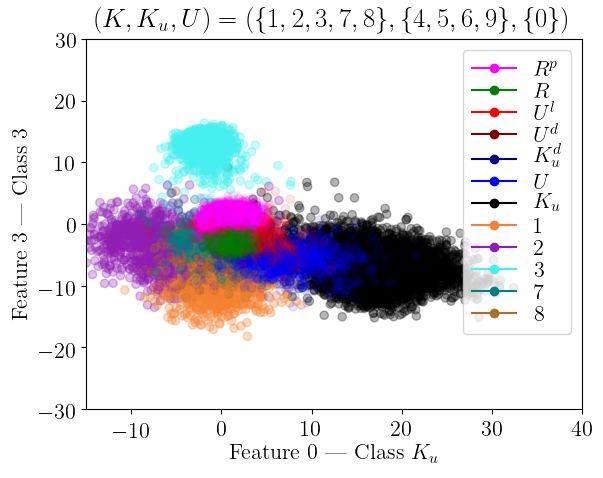 (K, K_u, U) = ({1, 2, 3, 7, 8}, {4, 5, 6, 9}, {0})
30
20
10
0
−10
−20
−30
Feature 3 — Class 3
−10
0
10
20
30
40
Feature 0 — Class K_u
R^p
R
U^l
U^d
K_u^d
U
K_u
1
2
3
7
8